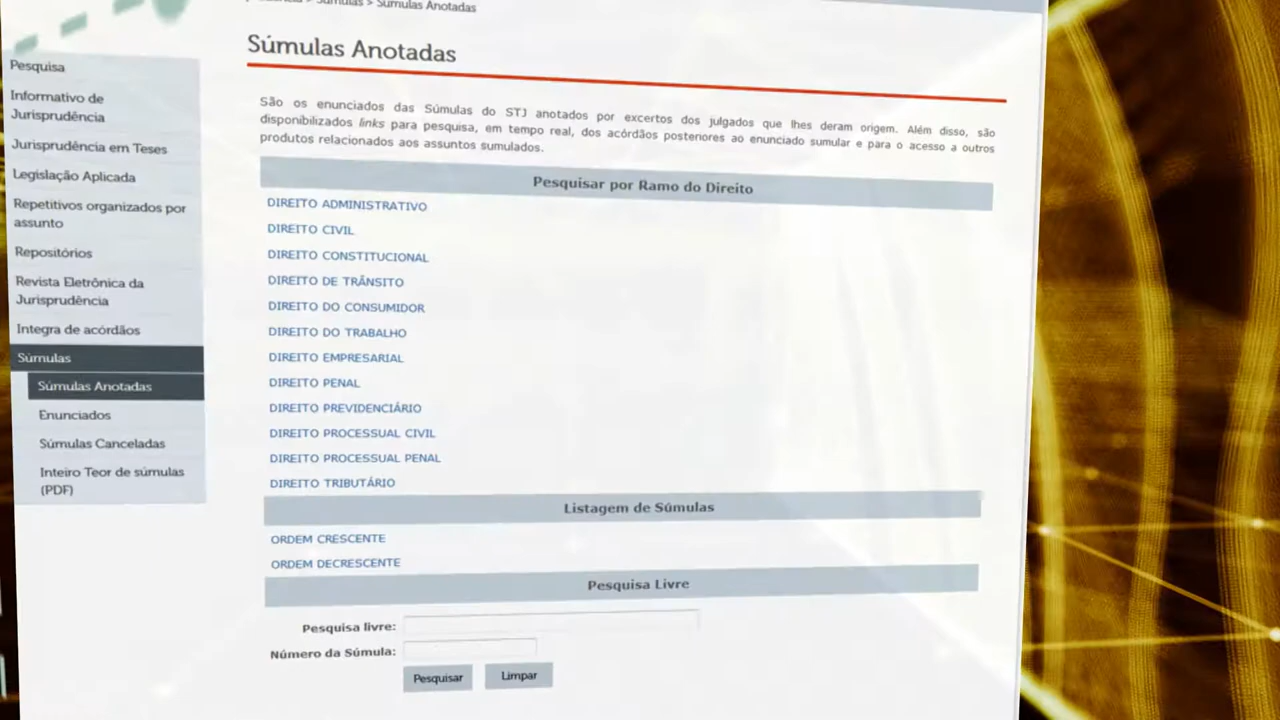 > Súmulas > Súmulas Anotadas
Súmulas Anotadas
Pesquisa
Informativo de
Jurisprudência
Jurisprudência em Teses
Legislação Aplicada
Repetitivos organizados por
assunto
Repositórios
Revista Eletrônica da
Jurisprudência
Integra de acórdãos
Súmulas
Súmulas Anotadas
Enunciados
Súmulas Canceladas
Inteiro Teor de súmulas
(PDF)
São os enunciados das Súmulas do STJ anotados por excertos dos julgados que lhes deram origem. Além disso, são
disponibilizados links para pesquisa, em tempo real, dos acórdãos posteriores ao enunciado sumular e para o acesso a outros
produtos relacionados aos assuntos sumulados.
Pesquisar por Ramo do Direito
DIREITO ADMINISTRATIVO
DIREITO CIVIL
DIREITO CONSTITUCIONAL
DIREITO DE TRÂNSITO
DIREITO DO CONSUMIDOR
DIREITO DO TRABALHO
DIREITO EMPRESARIAL
DIREITO PENAL
DIREITO PREVIDENCIÁRIO
DIREITO PROCESSUAL CIVIL
DIREITO PROCESSUAL PENAL
DIREITO TRIBUTÁRIO
Listagem de Súmulas
ORDEM CRESCENTE
ORDEM DECRESCENTE
Pesquisa Livre
Pesquisa livre:
Número da Súmula:
Pesquisar Limpar